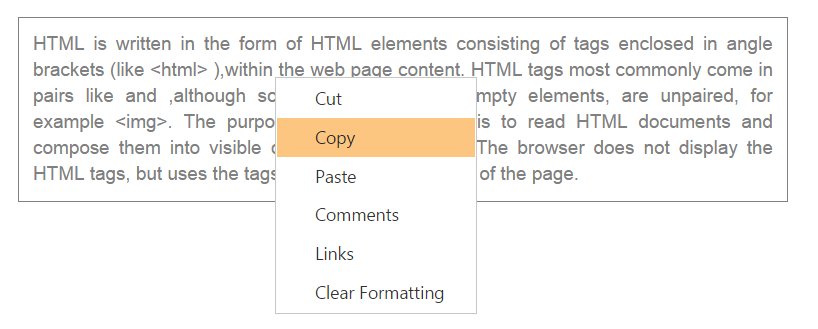 HTML is written in the form of HTML elements consisting of tags enclosed in angle
brackets (like <html> ),within the web page content. HTML tags most commonly come in
pairs like and ,although empty elements, are unpaired, for
example <img>. The is to read HTML documents and
compose them into visible The browser does not display the
HTML tags, but uses the tags of the page.
Cut
Copy
Paste
Comments
Links
Clear Formatting